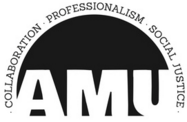 · COLLABORATION · PROFESSIONALISM · SOCIAL JUSTICE ·
AMU